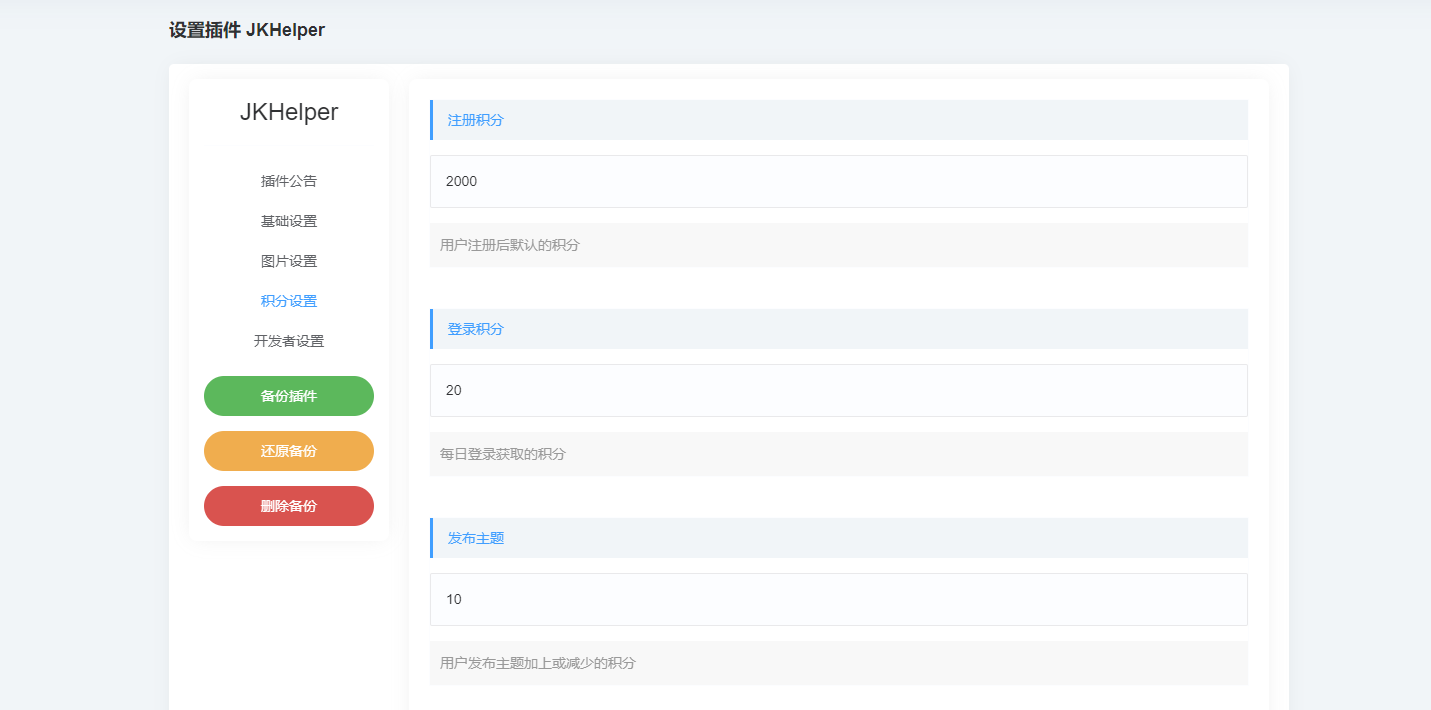 设置插件 JKHelper
JKHelper
插件公告
基础设置
图片设置
积分设置
开发者设置
备份插件
还原备份
删除备份
注册积分
2000
用户注册后默认的积分
登录积分
20
每日登录获取的积分
发布主题
10
用户发布主题加上或减少的积分